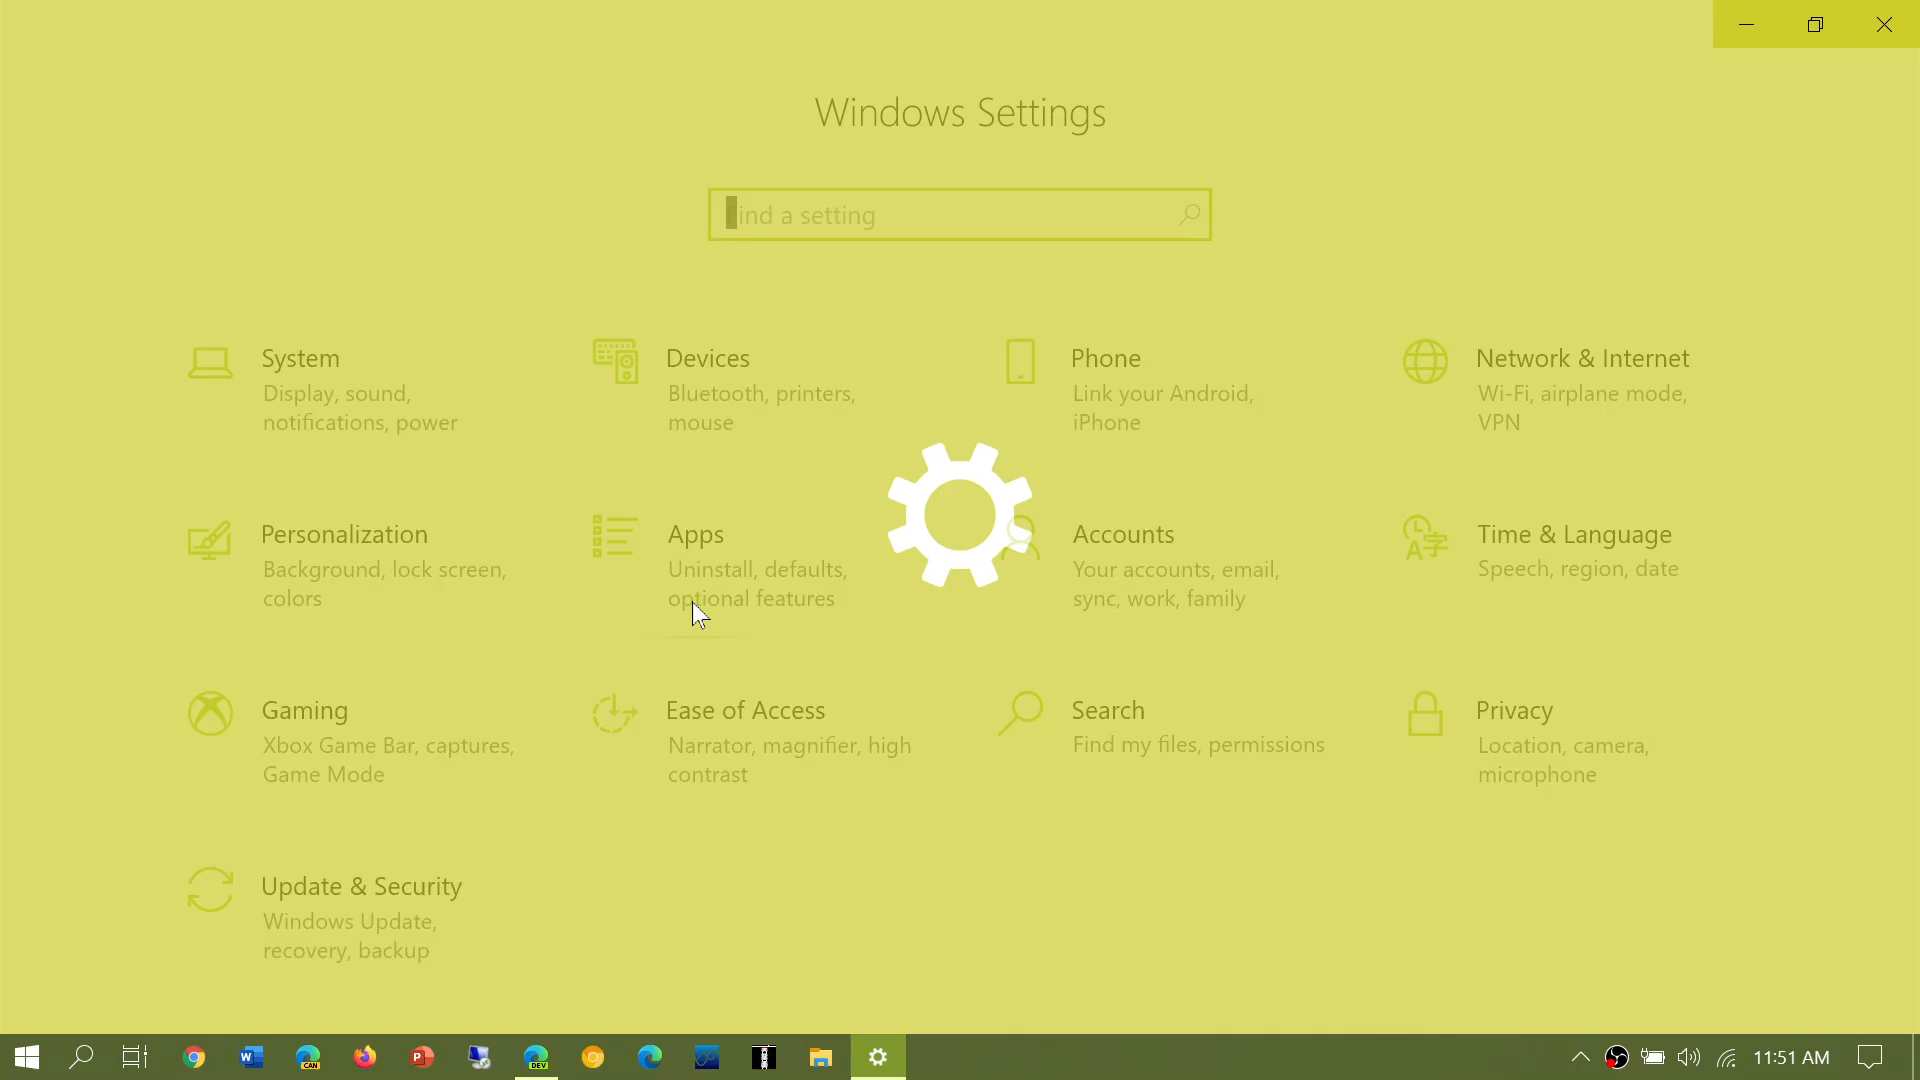 Windows Settings
Find a setting
System
Display, sound,
notifications, power
Devices
Bluetooth, printers,
mouse
Phone
Link your Android,
iPhone
Network & Internet
Wi-Fi, airplane mode,
VPN
Personalization
Background, lock screen,
colors
Apps
Uninstall, defaults,
optional features
Accounts
Your accounts, email,
sync, work, family
Time & Language
Speech, region, date
Gaming
Xbox Game Bar, captures,
Game Mode
Ease of Access
Narrator, magnifier, high
contrast
Search
Find my files, permissions
Privacy
Location, camera,
microphone
Update & Security
Windows Update,
recovery, backup
W
CAN
P
DEV
11:51 AM